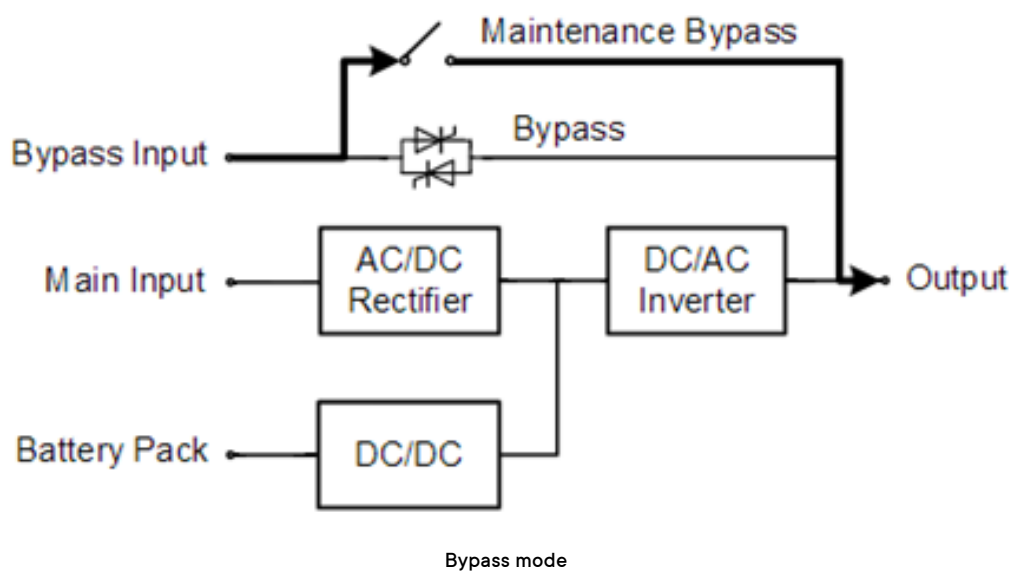 Maintenance Bypass
Bypass
Bypass Input
AC/DC
Rectifier
DC/AC
Inverter
Main Input
Output
Battery Pack
DC/DC
Bypass mode